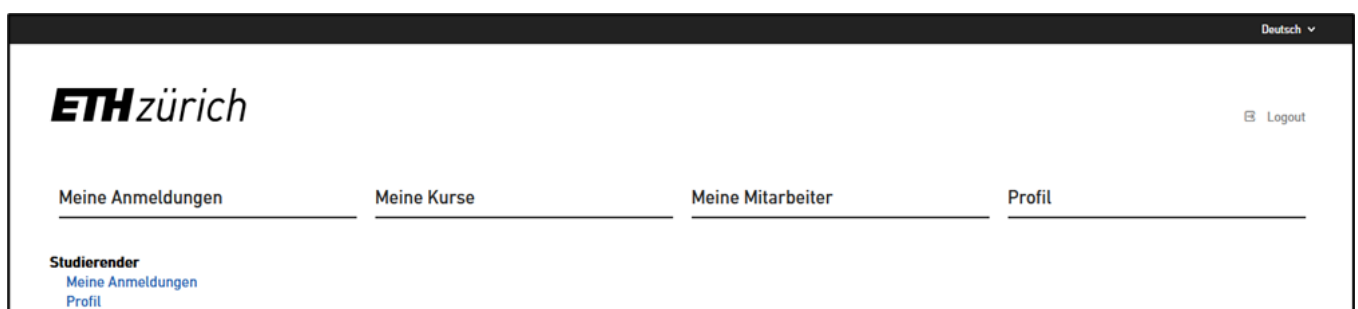 Deutsch
ETH zürich
Logout
Meine Anmeldungen Meine Kurse Meine Mitarbeiter Profil
Studierender
Meine Anmeldungen
Profil